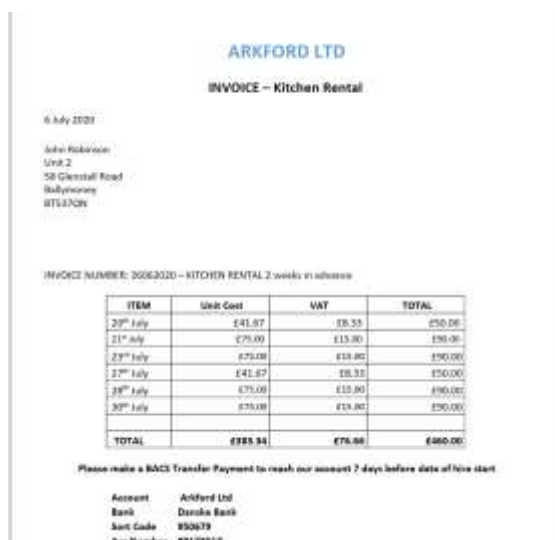 ARKFORD LTD
INVOICE – Kitchen Rental
6 July 2020
John Robinson
Unit 2
58 Glenstall Road
Ballymoney
BT537QN
INVOICE NUMBER: 26062020 – KITCHEN RENTAL 2 weeks in advance
ITEM Unit Cost VAT TOTAL
20th July £41.67 £8.33 £50.00
21st July £75.00 £15.00 £90.00
23rd July £75.00 £15.00 £90.00
27th July £41.67 £8.33 £50.00
28th July £75.00 £15.00 £90.00
30th July £75.00 £15.00 £90.00
TOTAL £383.34 £76.66 £460.00
Please make a BACS Transfer Payment to reach our account 7 days before date of hire start
Account Arkford Ltd
Bank Danske Bank
Sort Code 950679